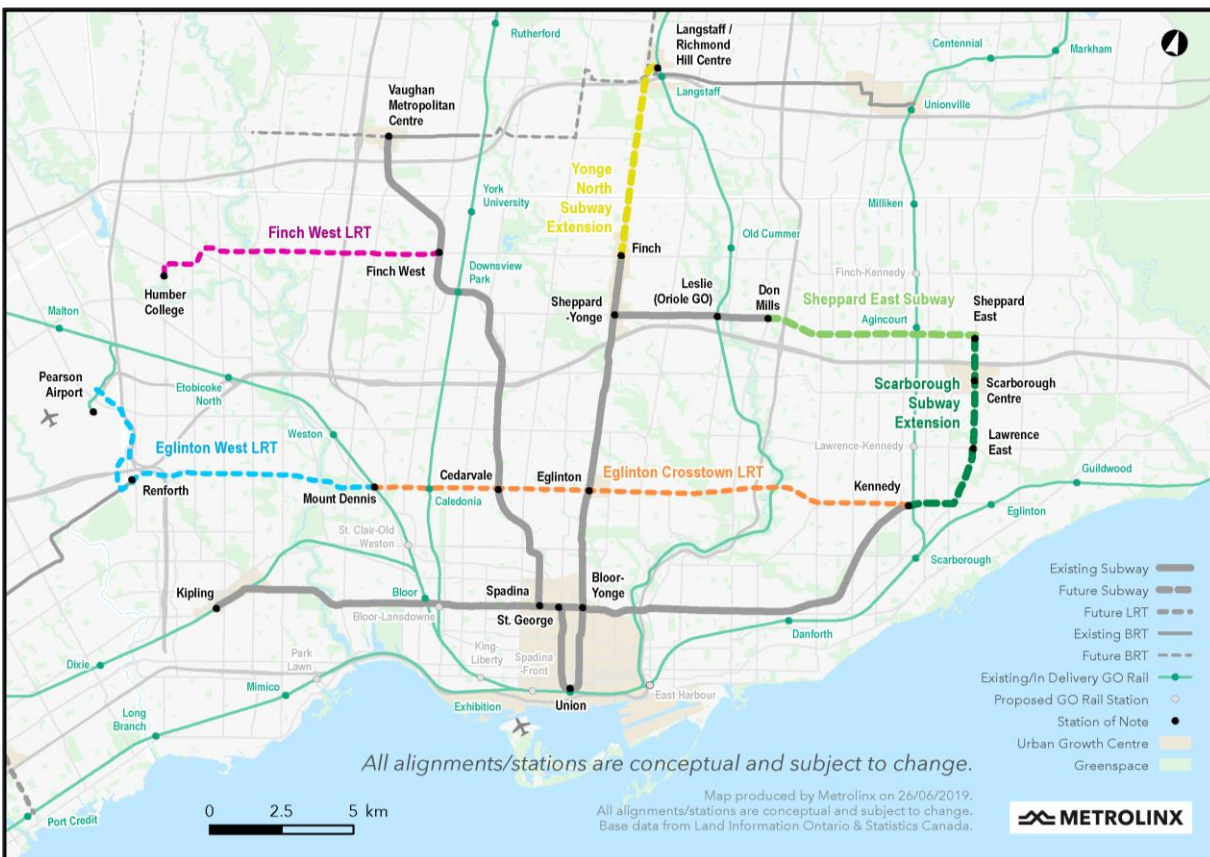 Rutherford
Langstaff /
Richmond
Hill Centre
Centennial
Markham
Langstaff
Vaughan
Metropolitan
Centre
Unionville
Yonge
North
Subway
Extension
York
University
Milliken
Finch West LRT
Old Cummer
Finch
Finch West
Downsview
Park
Finch-Kennedy
Humber
College
Leslie
(Oriole GO)
Don
Mills
Sheppard East Subway
Sheppard
-Yonge
Agincourt
Sheppard
East
Malton
Pearson
Airport
Etobicoke
North
Scarborough
Subway
Extension
Scarborough
Centre
Weston
Lawrence-Kennedy
Lawrence
East
Eglinton West LRT
Cedarvale
Eglinton
Eglinton Crosstown LRT
Guildwood
Renforth
Mount Dennis
Caledonia
Kennedy
Eglinton
St. Clair-Old
Weston
Scarborough
Kipling
Bloor
Spadina
Bloor-
Yonge
Bloor-Lansdowne
St. George
Danforth
Dixie
Park
Lawn
King-
Liberty
Spadina
-Front
Mimico
East Harbour
Long
Branch
Exhibition
Union
Port Credit
Existing Subway
Future Subway
Future LRT
Existing BRT
Future BRT
Existing/In Delivery GO Rail
Proposed GO Rail Station
Station of Note
Urban Growth Centre
Greenspace
All alignments/stations are conceptual and subject to change.
Map produced by Metrolinx on 26/06/2019.
All alignments/stations are conceptual and subject to change.
Base data from Land Information Ontario & Statistics Canada.
0 2.5 5 km
METROLINX